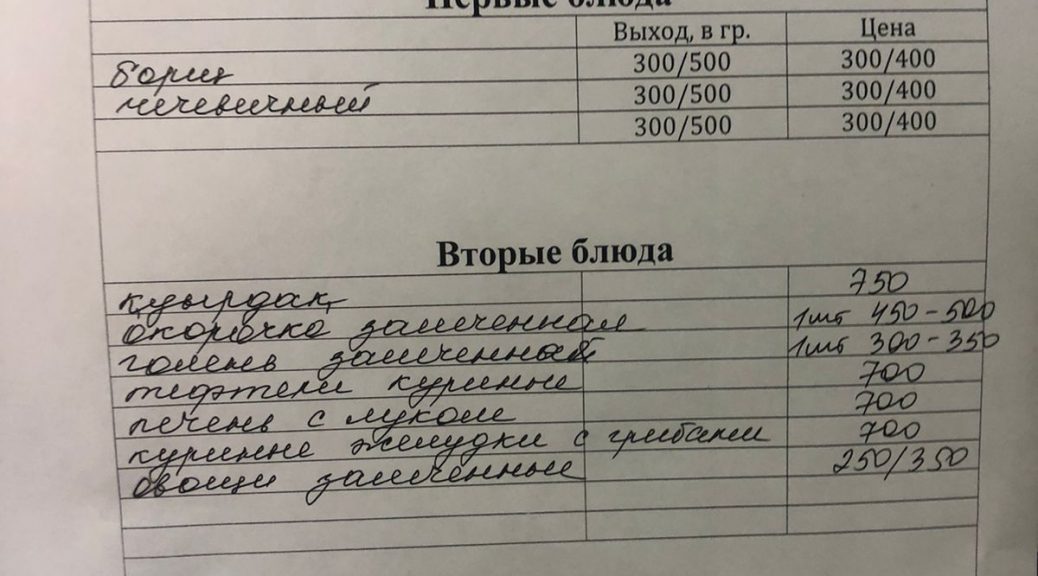 Первые блюда
Выход, в гр. Цена
борщ 300/500 300/400
чечевичный 300/500 300/400
300/500 300/400
Вторые блюда
қуырдақ 750
окорочка запеченная 1шт 450-500
голень запеченный 1шт 300-350
тефтели куриные 700
печень с луком 700
куринне желудки с грибами 700
овощи запеченные 250/350